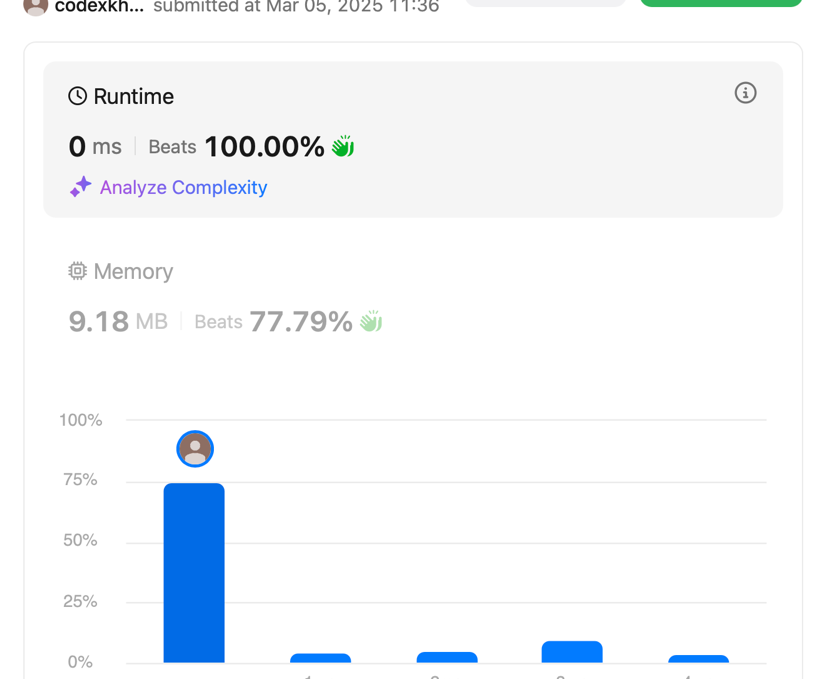 codexkh... submitted at Mar 05, 2025 11:36
Runtime
0 ms | Beats 100.00%
Analyze Complexity
Memory
9.18 MB | Beats 77.79%
100%
75%
50%
25%
0%